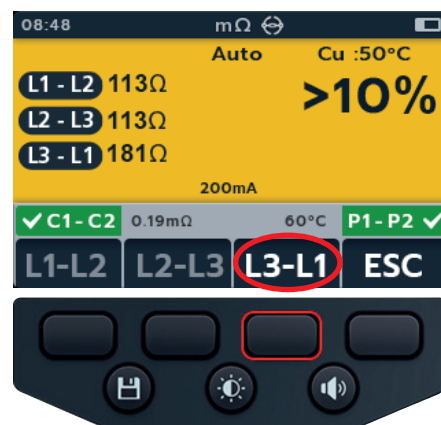 08:48 mΩ
Auto Cu :50°C
L1 - L2 113Ω
>10%
L2 - L3 113Ω
L3 - L1 181Ω
200mA
✓ C1 - C2 0.19mΩ 60°C P1 - P2 ✓
L1-L2 L2-L3 L3-L1 ESC